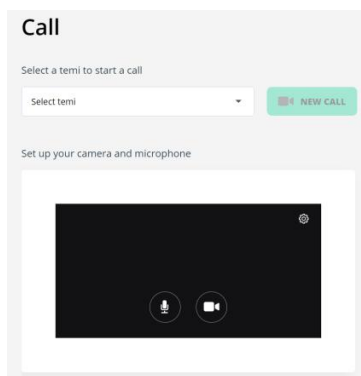 Call
Select a temi to start a call
Select temi
NEW CALL
Set up your camera and microphone